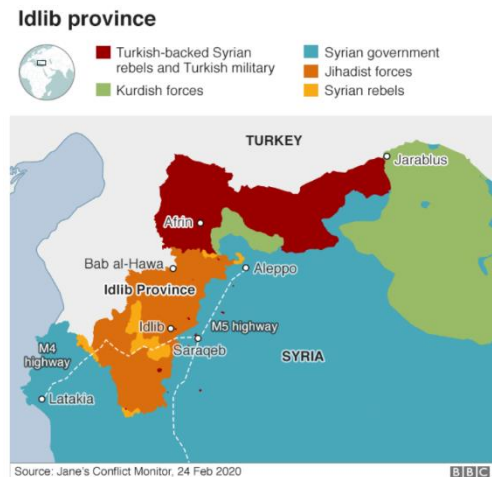 Idlib province
Turkish-backed Syrian
rebels and Turkish military
Kurdish forces
Syrian government
Jihadist forces
Syrian rebels
TURKEY
Jarablus
Afrin
Bab al-Hawa
Aleppo
Idlib Province
Idlib
M5 highway
M4
highway
Saraqeb
SYRIA
Latakia
Source: Jane's Conflict Monitor, 24 Feb 2020
BBC